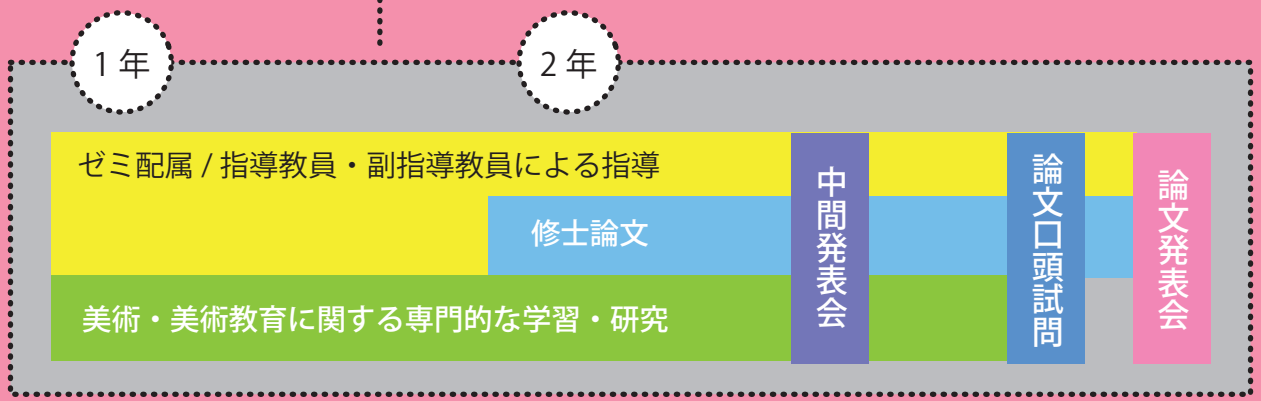 1 年
2 年
ゼミ配属 / 指導教員・副指導教員による指導
修士論文
美術・美術教育に関する専門的な学習・研究
中間発表会
論文口頭試問
論文発表会